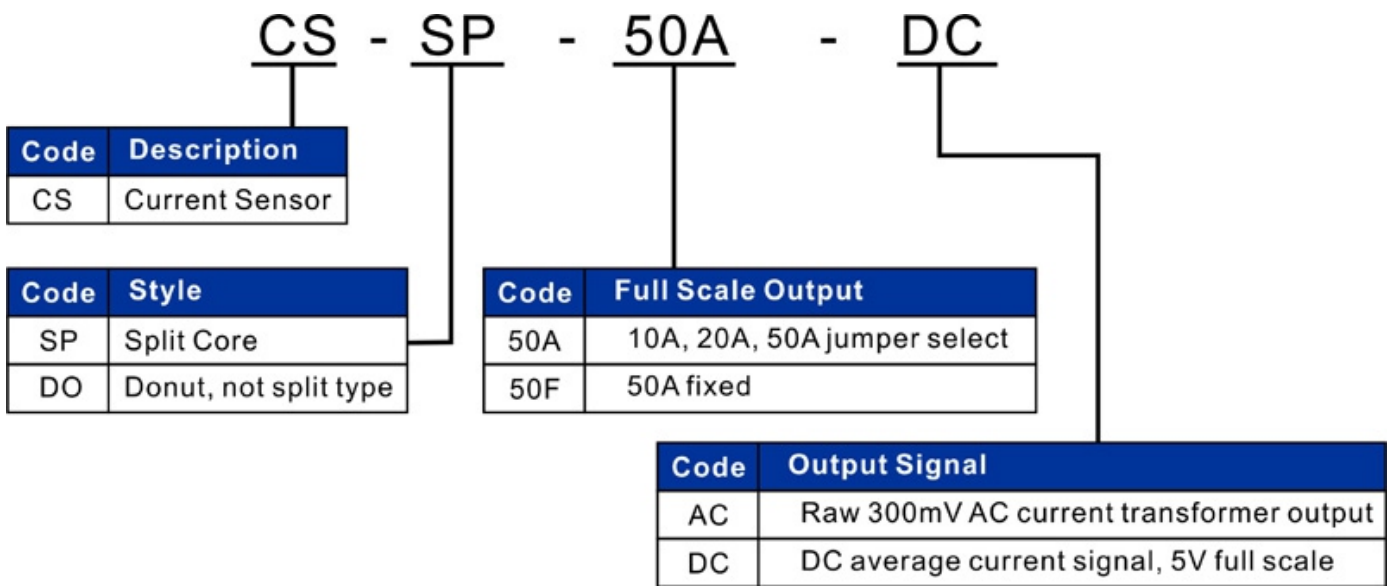 CS - SP - 50A - DC
Code Description
CS Current Sensor
Code Style
SP Split Core
DO Donut, not split type
Code Full Scale Output
50A 10A, 20A, 50A jumper select
50F 50A fixed
Code Output Signal
AC Raw 300mV AC current transformer output
DC DC average current signal, 5V full scale